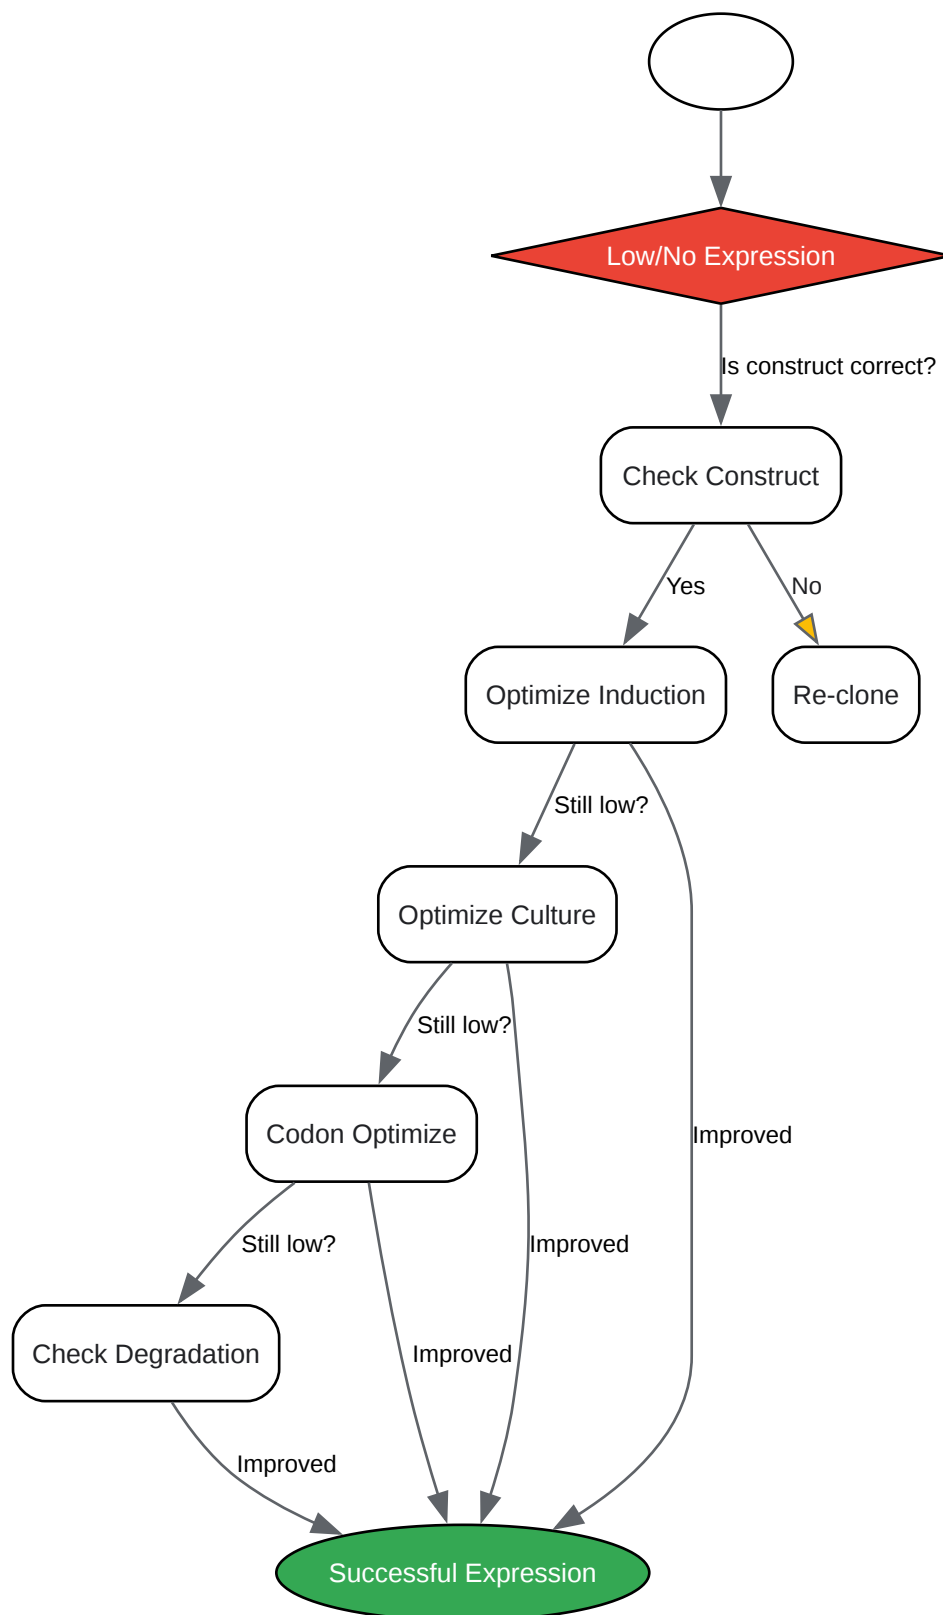 Low/No Expression
Is construct correct?
Check Construct
Yes
No
Optimize Induction
Re-clone
Still low?
Optimize Culture
Still low?
Codon Optimize
Improved
Still low?
Improved
Check Degradation
Improved
Improved
Successful Expression